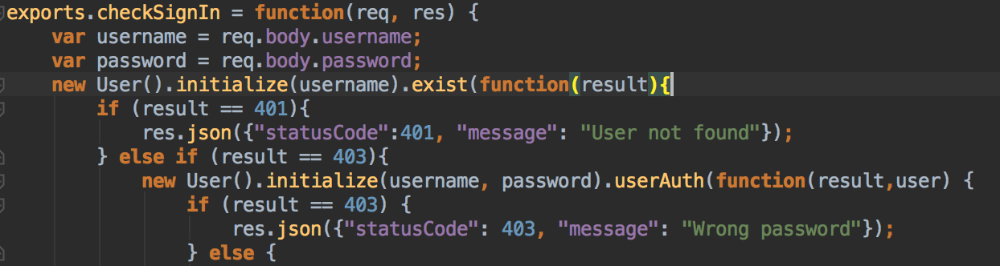 exports.checkSignIn = function(req, res) {
    var username = req.body.username;
    var password = req.body.password;
    new User().initialize(username).exist(function(result){
        if (result == 401){
            res.json({"statusCode":401, "message": "User not found"});
        } else if (result == 403){
            new User().initialize(username, password).userAuth(function(result,user) {
                if (result == 403) {
                    res.json({"statusCode": 403, "message": "Wrong password"});
                } else {